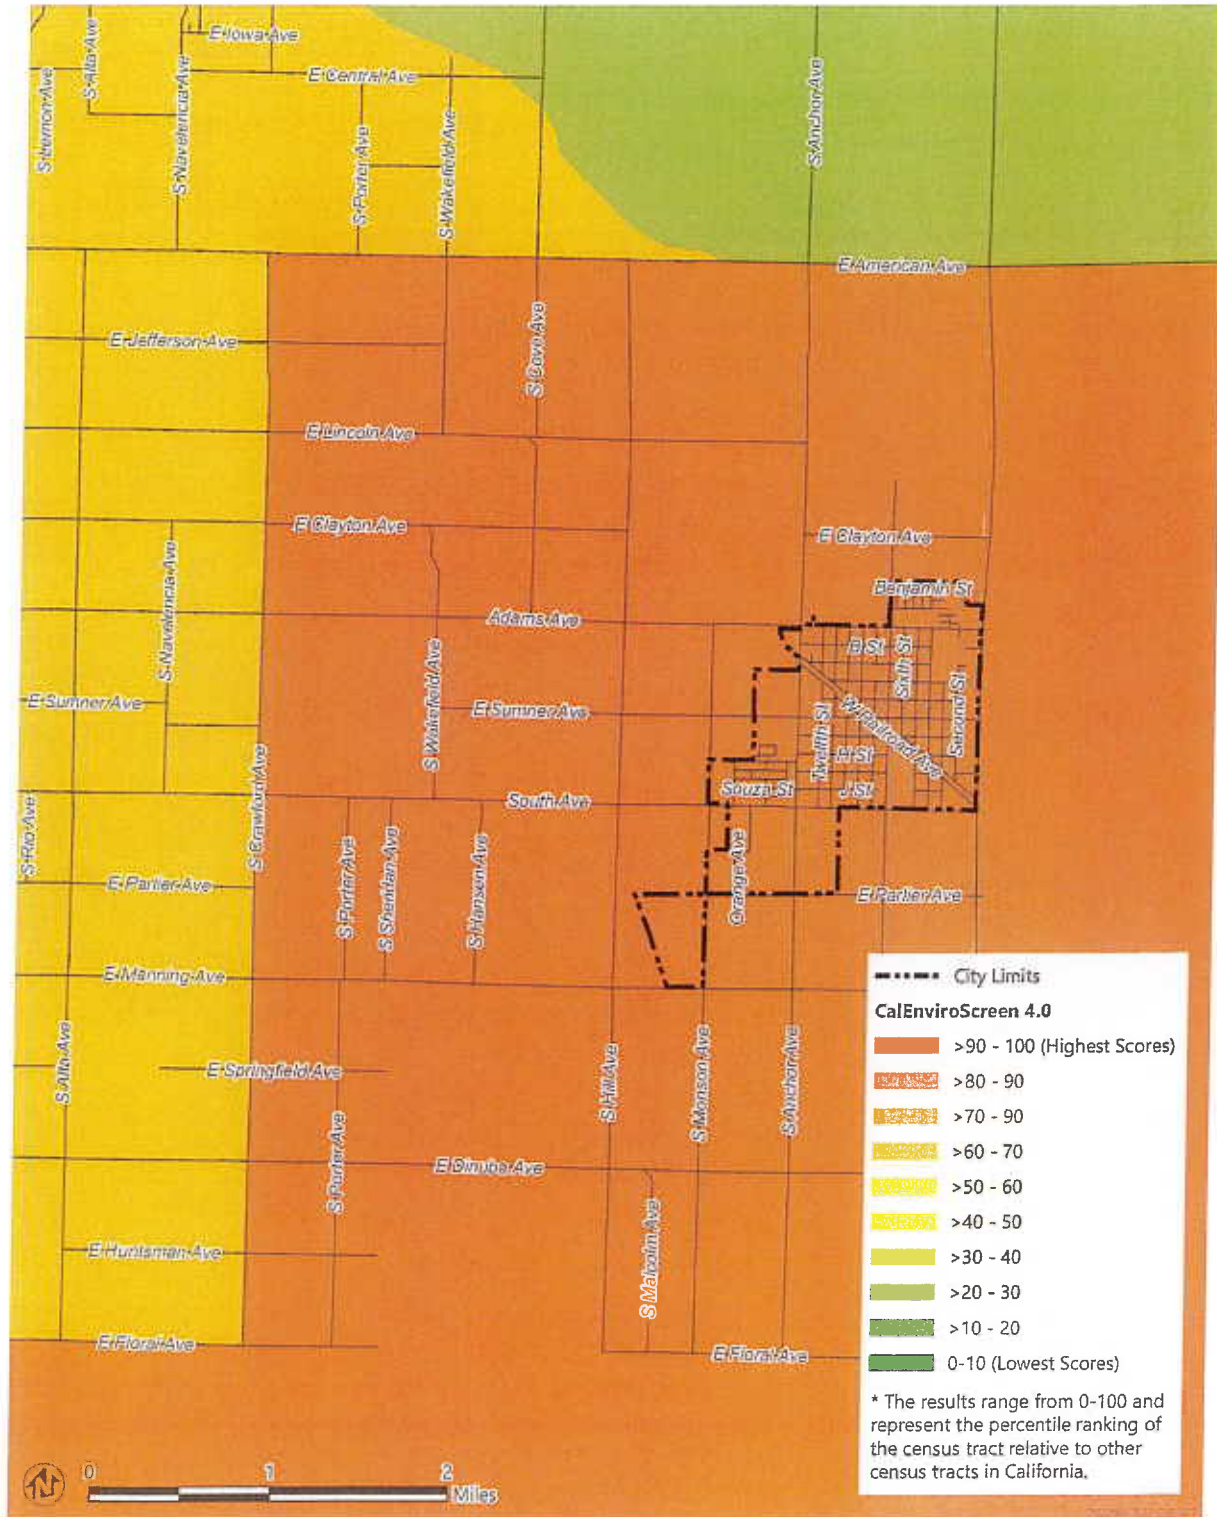 E Iowa Ave
S Alta Ave
E Central Ave
S Lemon Ave
S Navelencia Ave
S Porter Ave
S Wakefield Ave
S Anchor Ave
E American Ave
E Jefferson Ave
S Cove Ave
E Lincoln Ave
E Clayton Ave
E Clayton Ave
S Navelencia Ave
Benjamin St
Adams Ave
B St
Sixth St
S Wakefield Ave
E Sumner Ave
E Sumner Ave
Twelfth St
W Railroad Ave
Second St
H St
Souza St
J St
South Ave
S Crawford Ave
S Rio Ave
S Porter Ave
S Sheridan Ave
S Hansen Ave
Orange Ave
E Parlier Ave
E Parlier Ave
E Manning Ave
S Alta Ave
E Springfield Ave
S Hill Ave
S Monson Ave
S Anchor Ave
S Porter Ave
E Dinuba Ave
S Malcolm Ave
E Huntsman Ave
E Floral Ave
E Floral Ave
City Limits
CalEnviroScreen 4.0
>90 - 100 (Highest Scores)
>80 - 90
>70 - 90
>60 - 70
>50 - 60
>40 - 50
>30 - 40
>20 - 30
>10 - 20
0-10 (Lowest Scores)
* The results range from 0-100 and
represent the percentile ranking of
the census tract relative to other
census tracts in California.
N
0
1
2
Miles